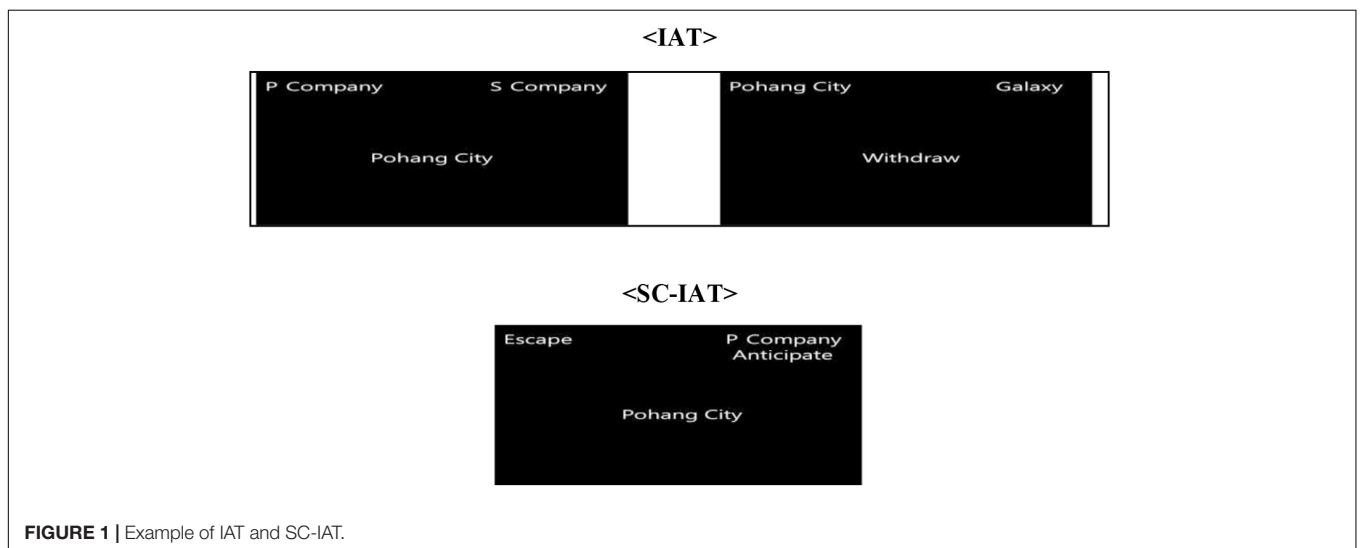 <IAT>
P Company S Company Pohang City Galaxy
Pohang City Withdraw
<SC-IAT>
Escape P Company
Anticipate
Pohang City
FIGURE 1 | Example of IAT and SC-IAT.